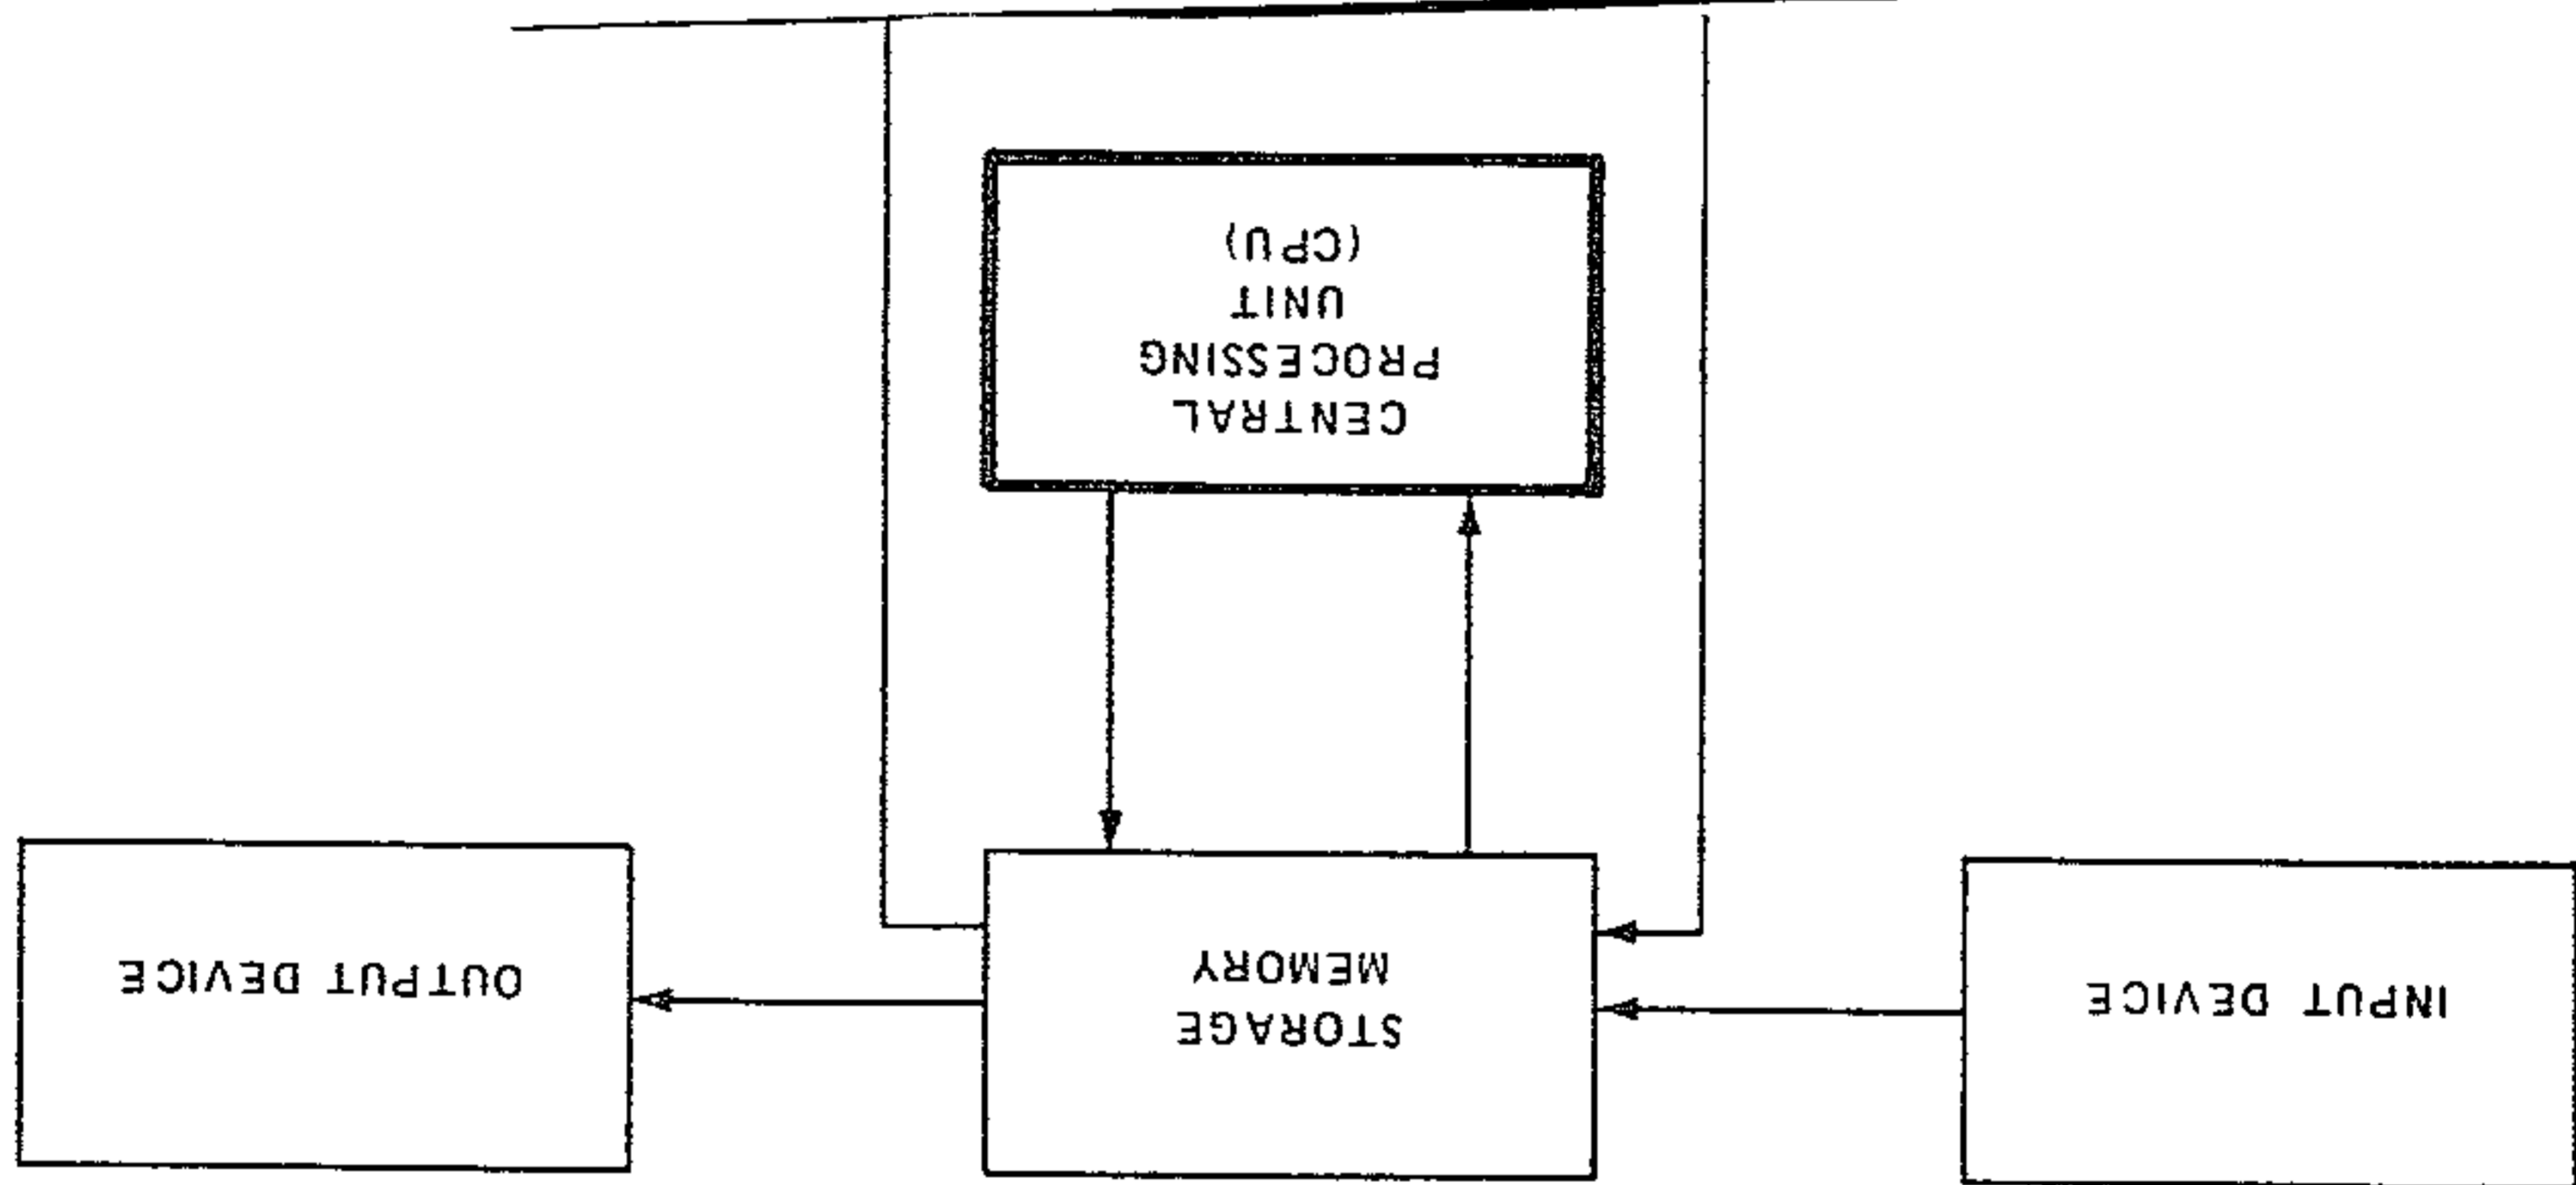 INPUT DEVICE
STORAGE
MEMORY
OUTPUT DEVICE
CENTRAL
PROCESSING
UNIT
(CPU)